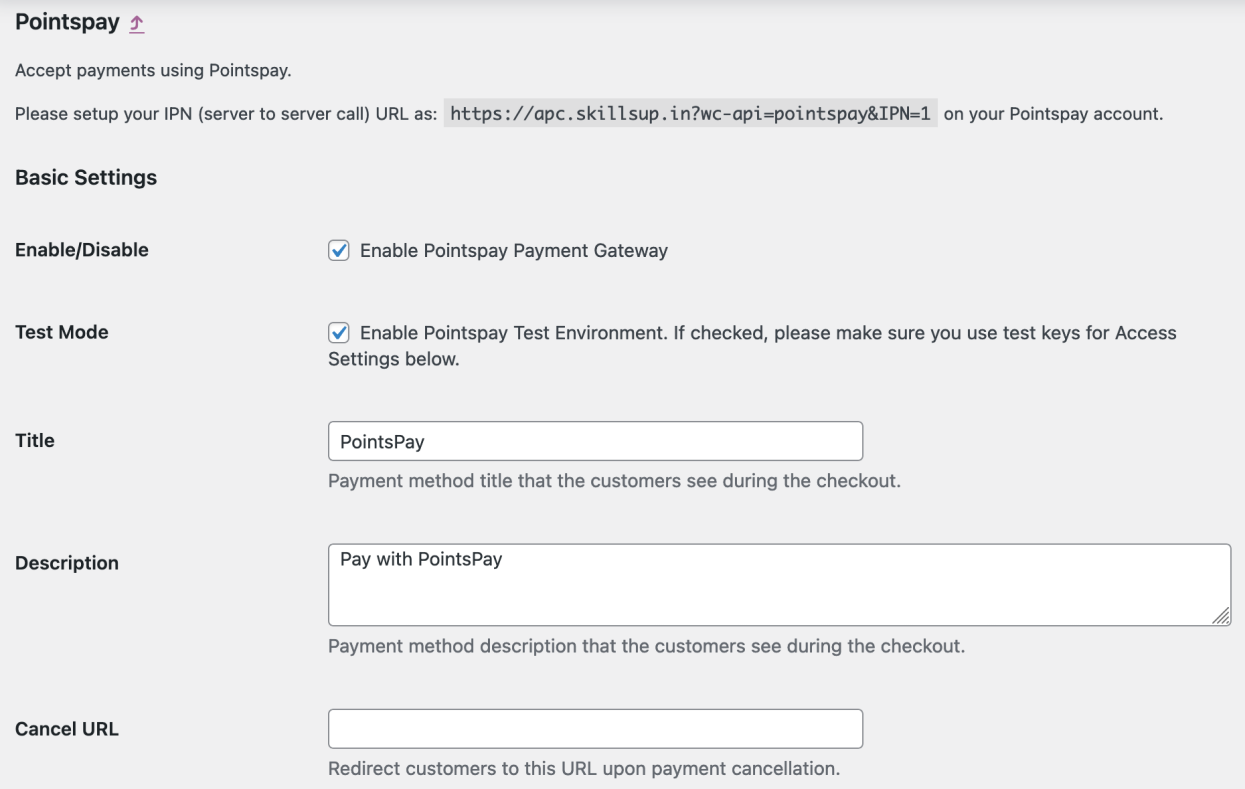 Pointspay ⤴
Accept payments using Pointspay.
Please setup your IPN (server to server call) URL as: https://apc.skillsup.in?wc-api=pointspay&IPN=1 on your Pointspay account.
Basic Settings
Enable/Disable
Enable Pointspay Payment Gateway
Test Mode
Enable Pointspay Test Environment. If checked, please make sure you use test keys for Access
Settings below.
Title
PointsPay
Payment method title that the customers see during the checkout.
Description
Pay with PointsPay
Payment method description that the customers see during the checkout.
Cancel URL
Redirect customers to this URL upon payment cancellation.